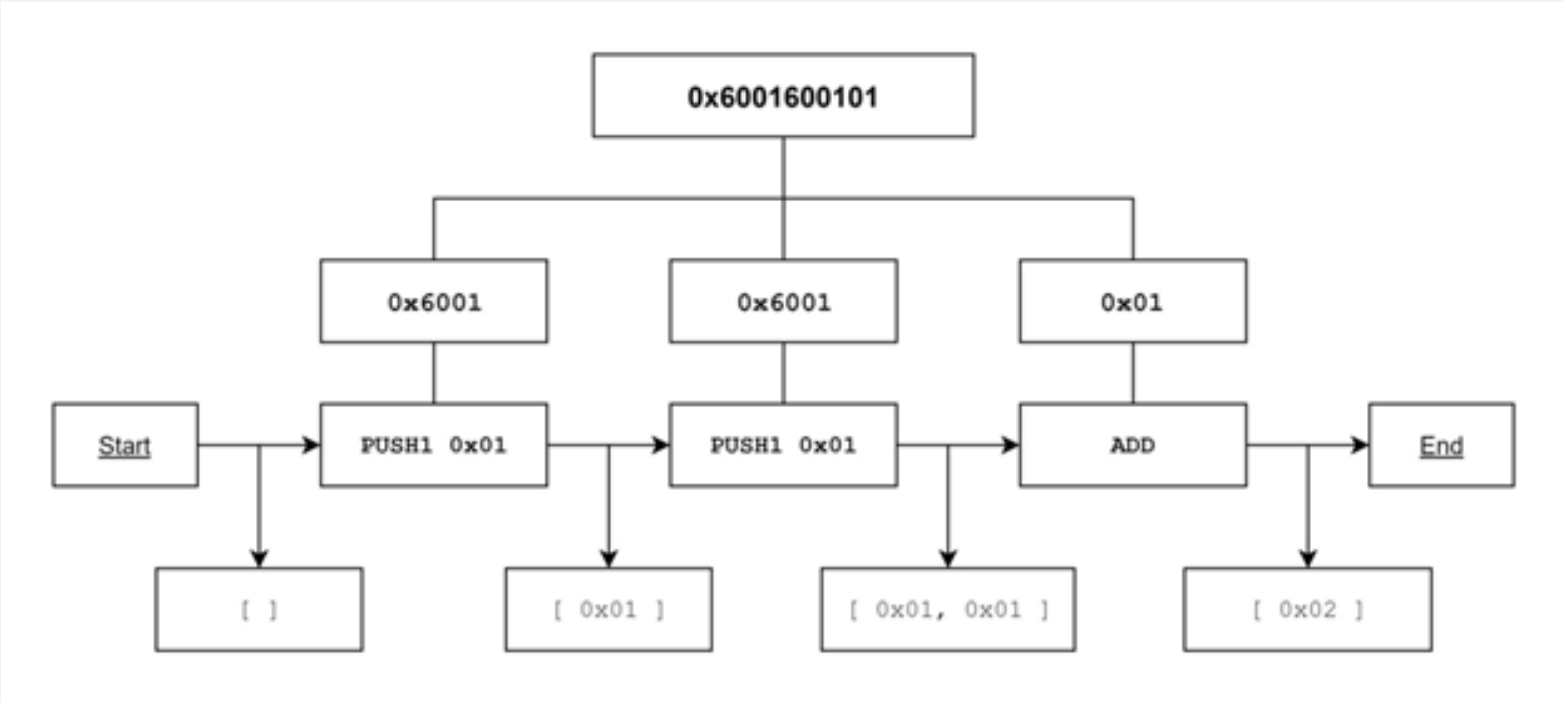 0x6001600101
0x6001
0x6001
0x01
Start
PUSH1 0x01
PUSH1 0x01
ADD
End
[ ]
[ 0x01 ]
[ 0x01, 0x01 ]
[ 0x02 ]